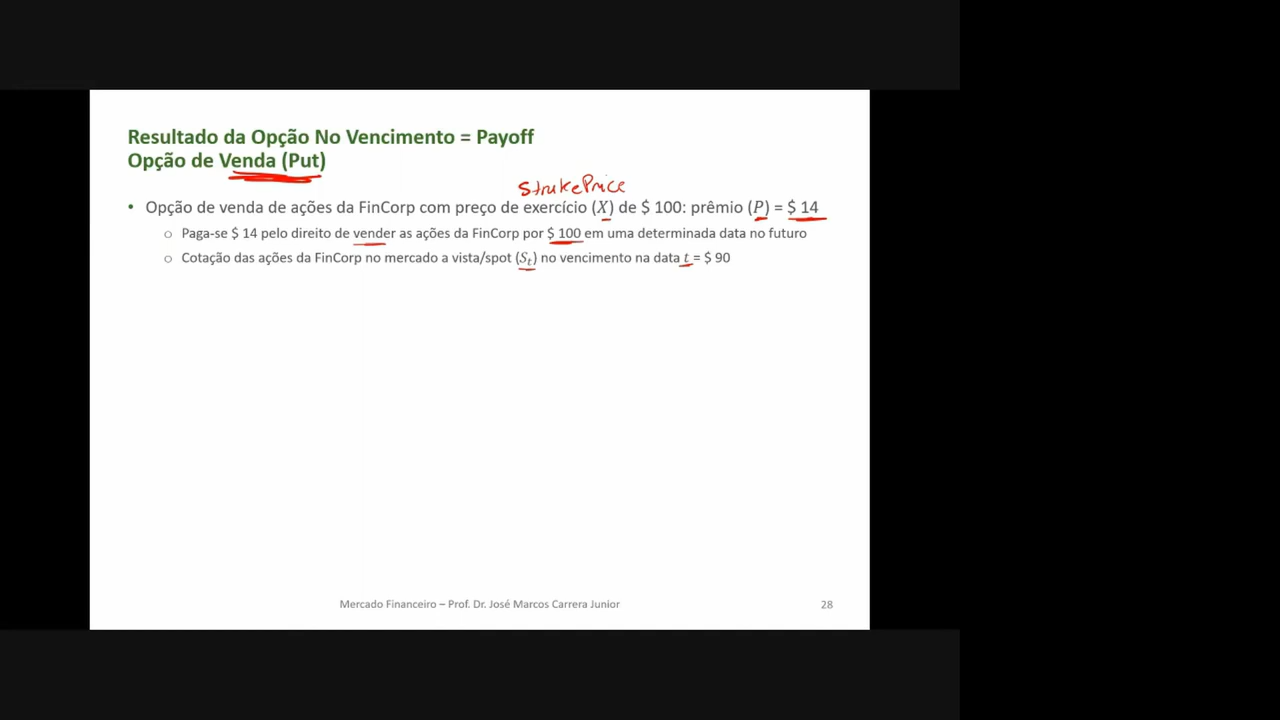 Resultado da Opção No Vencimento = Payoff
Opção de Venda (Put)
Strike Price
• Opção de venda de ações da FinCorp com preço de exercício (X) de $ 100: prêmio (P) = $ 14
○ Paga-se $ 14 pelo direito de vender as ações da FinCorp por $ 100 em uma determinada data no futuro
○ Cotação das ações da FinCorp no mercado a vista/spot (Sₜ) no vencimento na data t = $ 90
Mercado Financeiro – Prof. Dr. José Marcos Carrera Junior 28